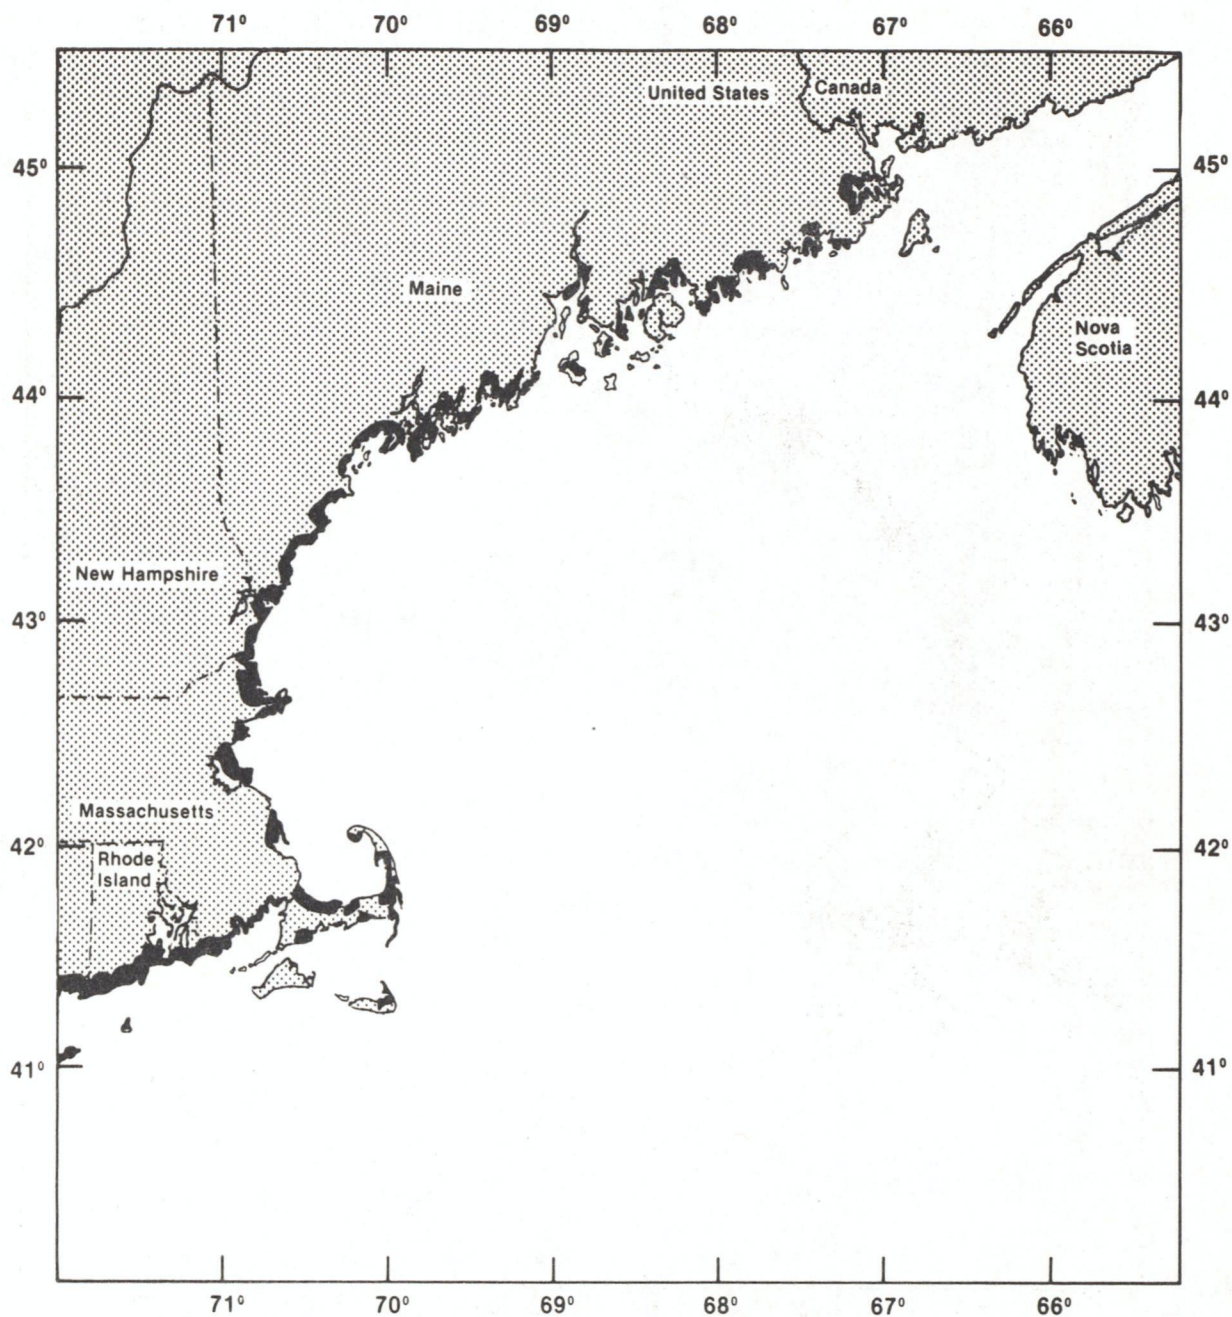 71° 70° 69° 68° 67° 66°
United States
Canada
45° 45°
Maine
Nova
Scotia
44° 44°
New Hampshire
43° 43°
Massachusetts
42° 42°
Rhode
Island
41° 41°
71° 70° 69° 68° 67° 66°